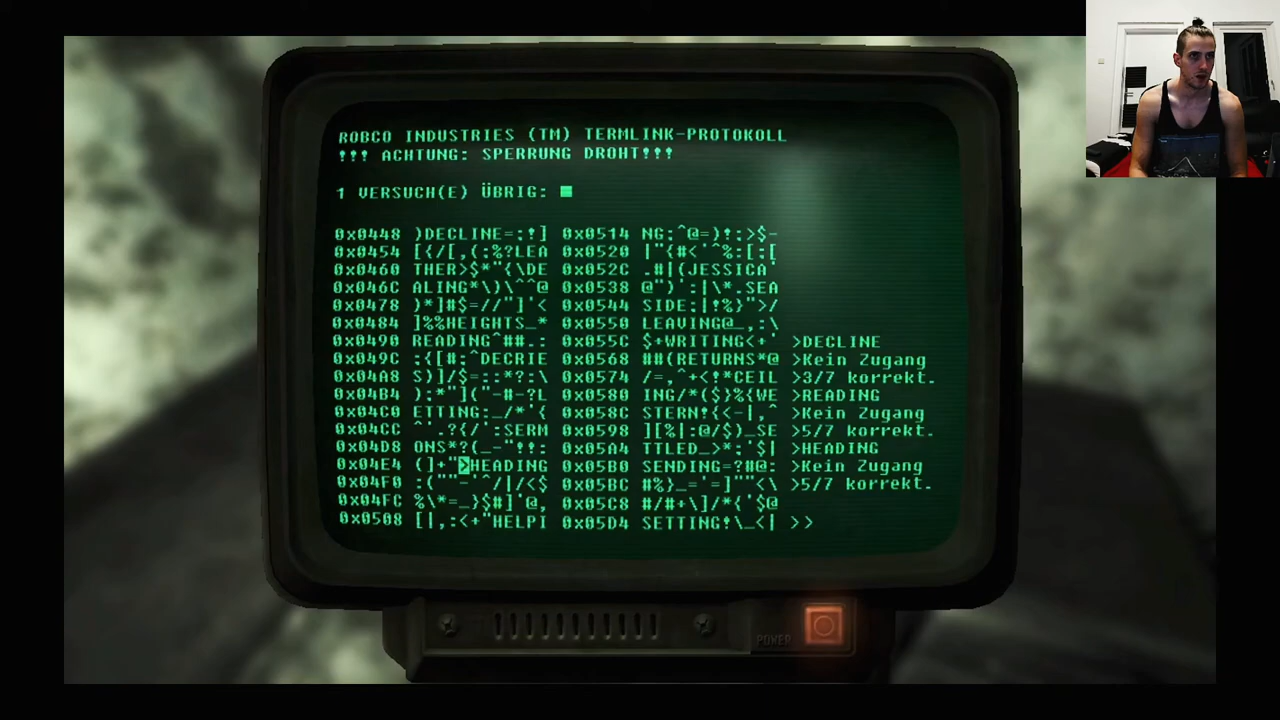 ROBCO INDUSTRIES (TM) TERMLINK-PROTOKOLL
!!! ACHTUNG: SPERRUNG DROHT!!!
1 VERSUCH(E) ÜBRIG:
0x0448 )DECLINE=;!] 0x0514 NG;^@=)!:>$-
0x0454 [{/[,(:%?LEA 0x0520 |"{#<'^%:[:[
0x0460 THER>$*"{\DE 0x052C .#|(JESSICA'
0x046C ALING*\)\^^@ 0x0538 @")':|\*.SEA
0x0478 )*]#$=//"]'< 0x0544 SIDE;|!%}">/
0x0484 ]%%HEIGHTS_* 0x0550 LEAVING@_,:\
0x0490 READING^##.: 0x055C $+WRITING<+' >DECLINE
0x049C :{[#;^DECRIE 0x0568 ##(RETURNS*@ >Kein Zugang
0x04A8 S)]/$=::*?:\ 0x0574 /=,^+<!*CEIL >3/7 korrekt.
0x04B4 ):*"]("-#-?L 0x0580 ING/*($}%{WE >READING
0x04C0 ETTING:_/*'{ 0x058C STERN!{<-|,^ >Kein Zugang
0x04CC ^'.?{/':SERM 0x0598 ][%|:@/$)_SE >5/7 korrekt.
0x04D8 ONS*?(_-"!!: 0x05A4 TTLED_>*;'$| >HEADING
0x04E4 (]+">HEADING 0x05B0 SENDING=?#@: >Kein Zugang
0x04F0 :(""-'^/|/<$ 0x05BC #%}_='=]""<\ >5/7 korrekt.
0x04FC %\*=_}$#]'@, 0x05C8 #/#+\]/*{'$@
0x0508 [|,:<+"HELPI 0x05D4 SETTING!\_<| >>
POWER